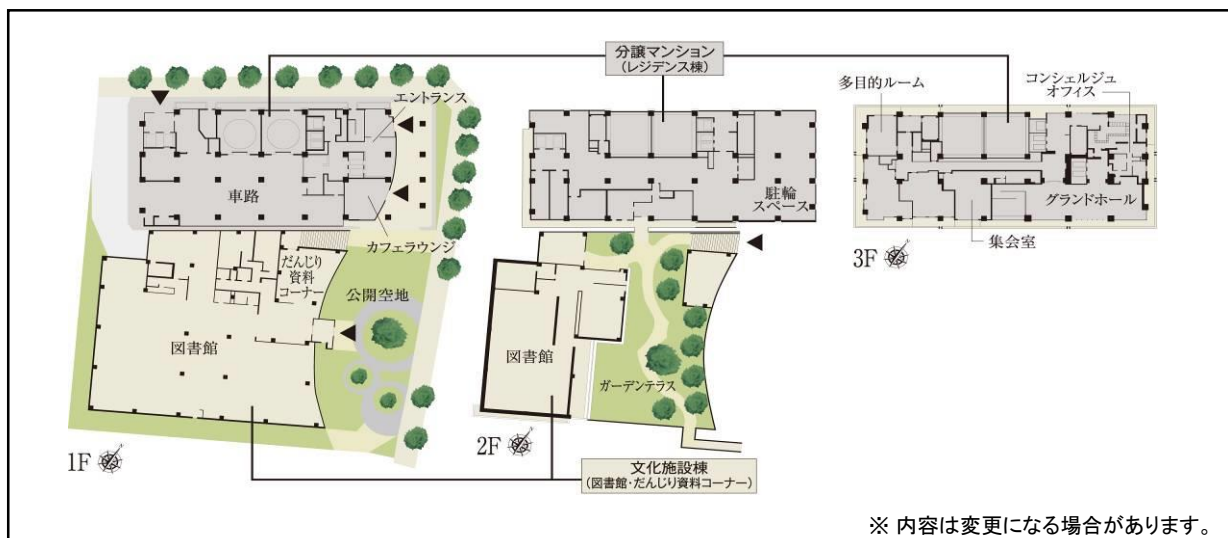 分譲マンション
（レジデンス棟）
エントランス
車路
カフェラウンジ
だんじり
資料
コーナー
公開空地
図書館
1F
駐輪
スペース
図書館
ガーデンテラス
2F
多目的ルーム
コンシェルジュ
オフィス
グランドホール
集会室
3F
文化施設棟
（図書館・だんじり資料コーナー）
※ 内容は変更になる場合があります。